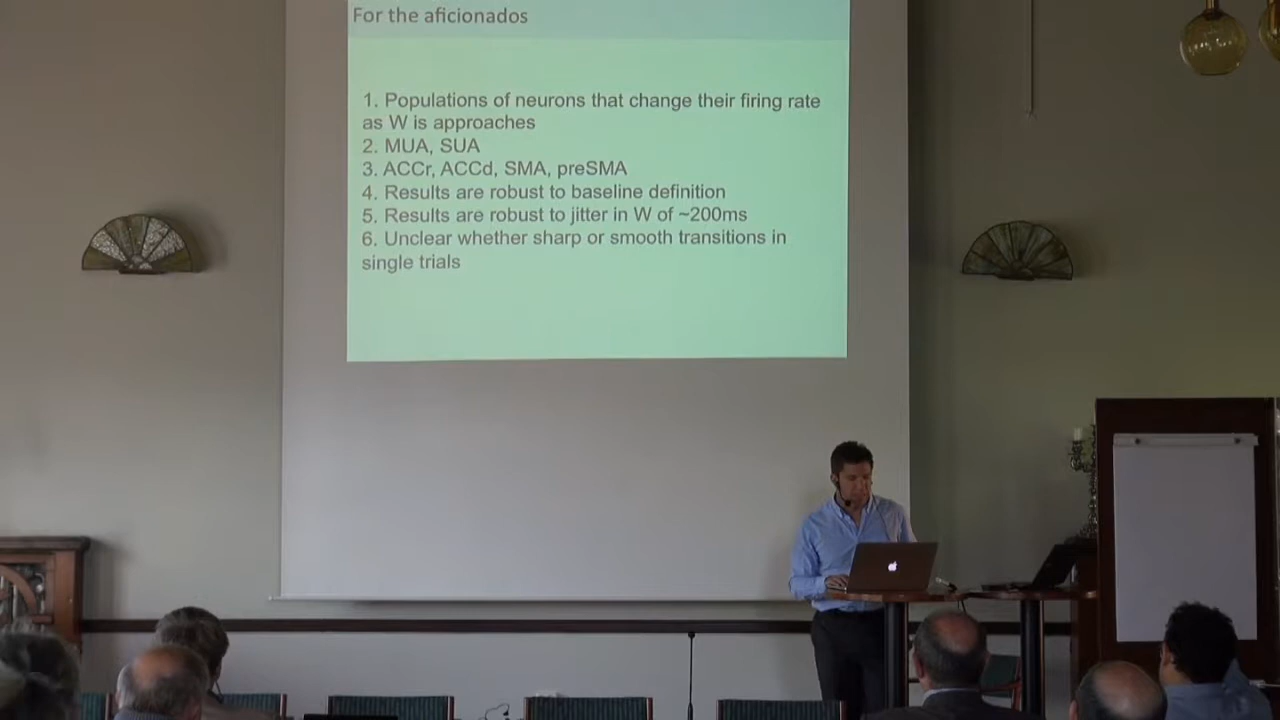 For the aficionados
1. Populations of neurons that change their firing rate
as W is approaches
2. MUA, SUA
3. ACCr, ACCd, SMA, preSMA
4. Results are robust to baseline definition
5. Results are robust to jitter in W of ~200ms
6. Unclear whether sharp or smooth transitions in
single trials